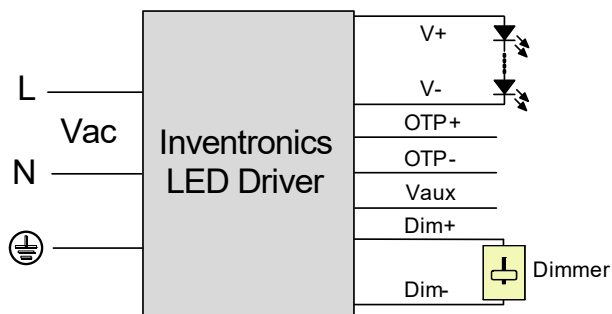 L
Vac
N
Inventronics
LED Driver
V+
V-
OTP+
OTP-
Vaux
Dim+
Dim-
Dimmer